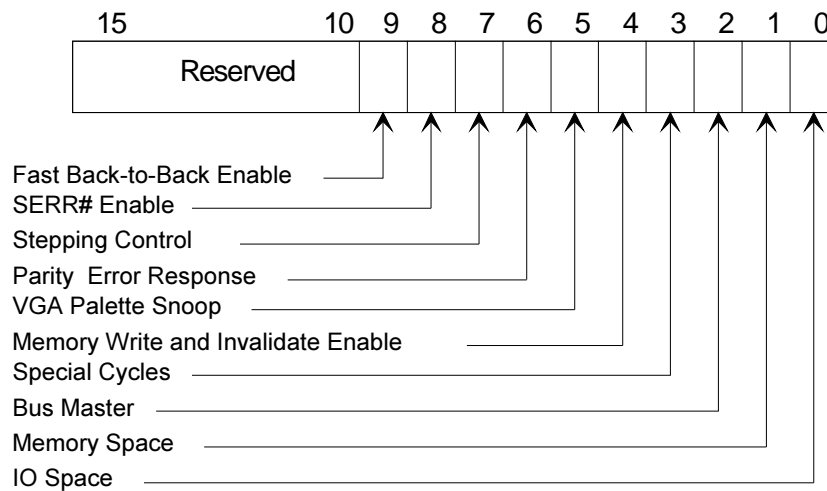 15 10 9 8 7 6 5 4 3 2 1 0
Reserved
Fast Back-to-Back Enable
SERR# Enable
Stepping Control
Parity Error Response
VGA Palette Snoop
Memory Write and Invalidate Enable
Special Cycles
Bus Master
Memory Space
IO Space